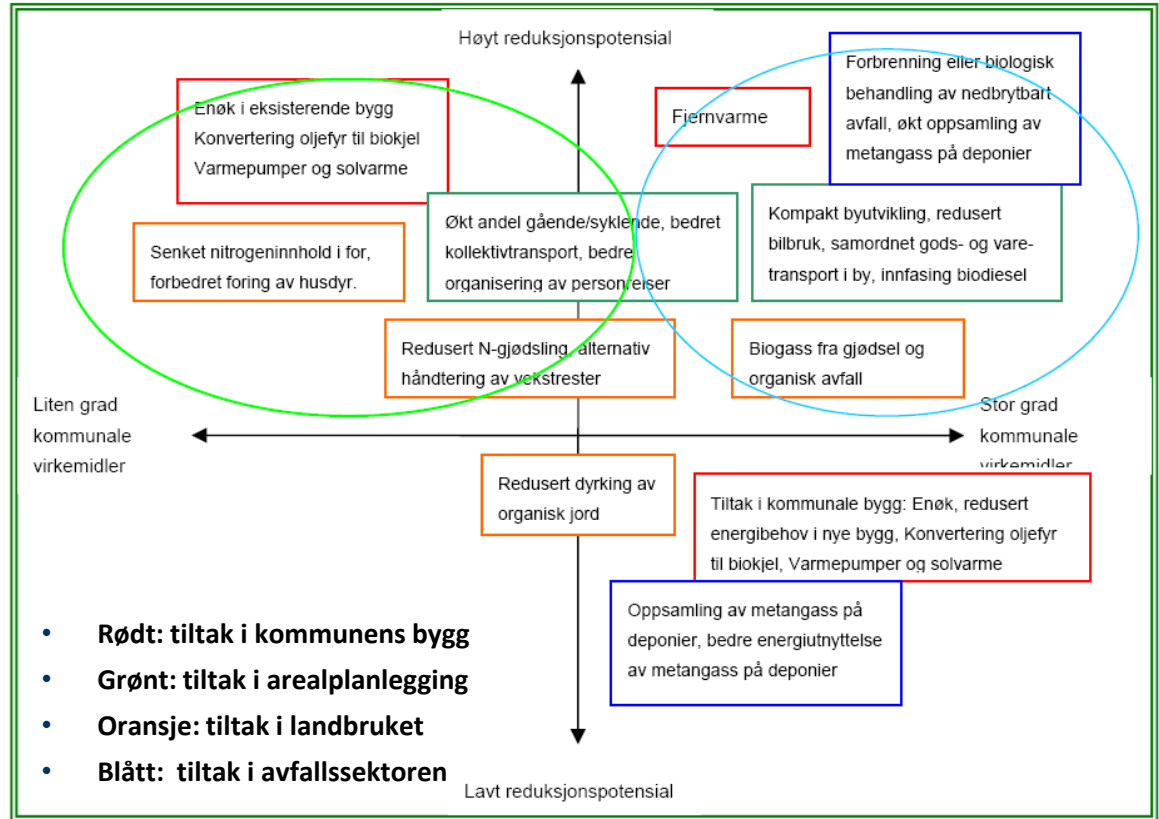 Høyt reduksjonspotensial
Enøk i eksisterende bygg
Konvertering oljefyr til biokjel
Varmepumper og solvarme
Fjernvarme
Forbrenning eller biologisk
behandling av nedbrytbart
avfall, økt oppsamling av
metangass på deponier
Senket nitrogeninnhold i for,
forbedret foring av husdyr.
Økt andel gående/syklende, bedret
kollektivtransport, bedre
organisering av personreiser
Kompakt byutvikling, redusert
bilbruk, samordnet gods- og vare-
transport i by, innfasing biodiesel
Redusert N-gjødsling, alternativ
håndtering av vekstrester
Biogass fra gjødsel og
organisk avfall
Liten grad
kommunale
virkemidler
Stor grad
kommunale
virkemidler
Redusert dyrking av
organisk jord
Tiltak i kommunale bygg: Enøk, redusert
energibehov i nye bygg, Konvertering oljefyr
til biokjel, Varmepumper og solvarme
Oppsamling av metangass på
deponier, bedre energiutnyttelse
av metangass på deponier
• Rødt: tiltak i kommunens bygg
• Grønt: tiltak i arealplanlegging
• Oransje: tiltak i landbruket
• Blått: tiltak i avfallssektoren
Lavt reduksjonspotensial